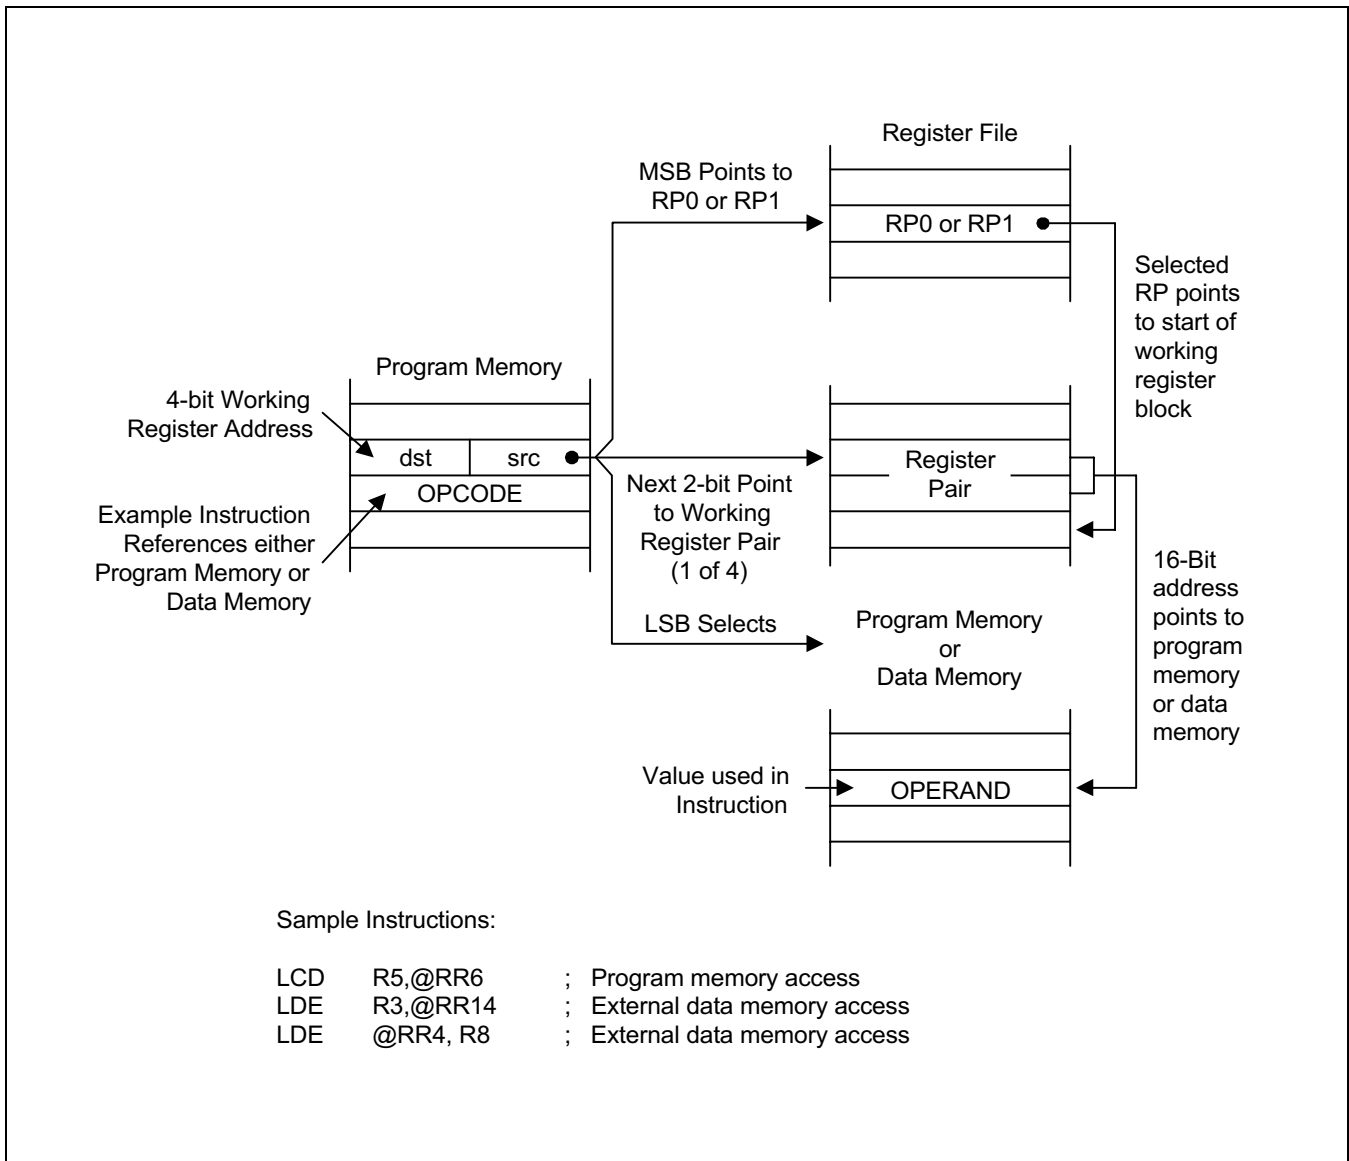 Register File
MSB Points to
RP0 or RP1
RP0 or RP1
Selected
RP points
to start of
working
register
block
Program Memory
4-bit Working
Register Address
dst src
OPCODE
Example Instruction
References either
Program Memory or
Data Memory
Next 2-bit Point
to Working
Register Pair
(1 of 4)
Register
Pair
LSB Selects
Program Memory
or
Data Memory
16-Bit
address
points to
program
memory
or data
memory
Value used in
Instruction
OPERAND
Sample Instructions:
LCD R5,@RR6 ; Program memory access
LDE R3,@RR14 ; External data memory access
LDE @RR4, R8 ; External data memory access